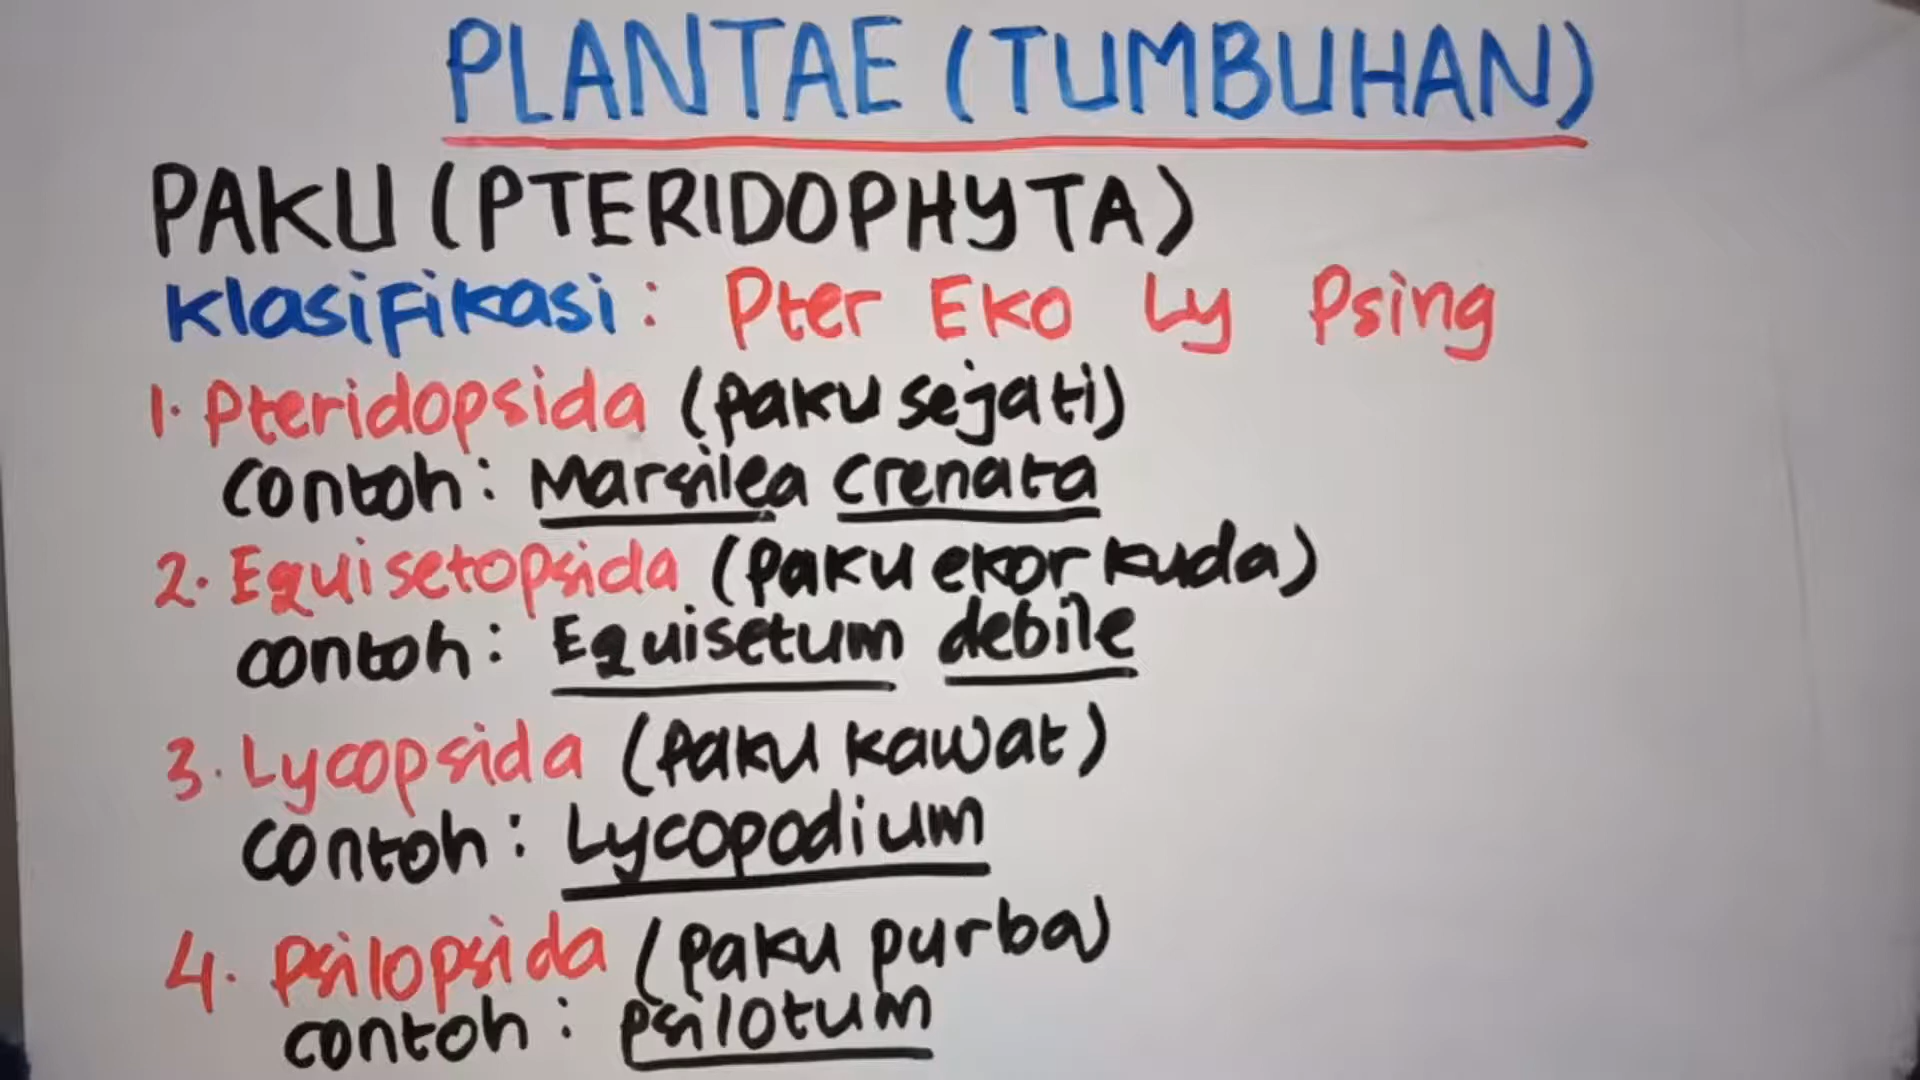 PLANTAE (TUMBUHAN)
PAKU (PTERIDOPHYTA)
Klasifikasi : Pter Eko Ly Psing
1. Pteridopsida (paku sejati)
contoh : Marsilea Crenata
2. Equisetopsida (paku ekor kuda)
contoh : Equisetum debile
3. Lycopsida (paku kawat)
contoh : Lycopodium
4. Psilopsida (paku purba)
contoh : psilotum